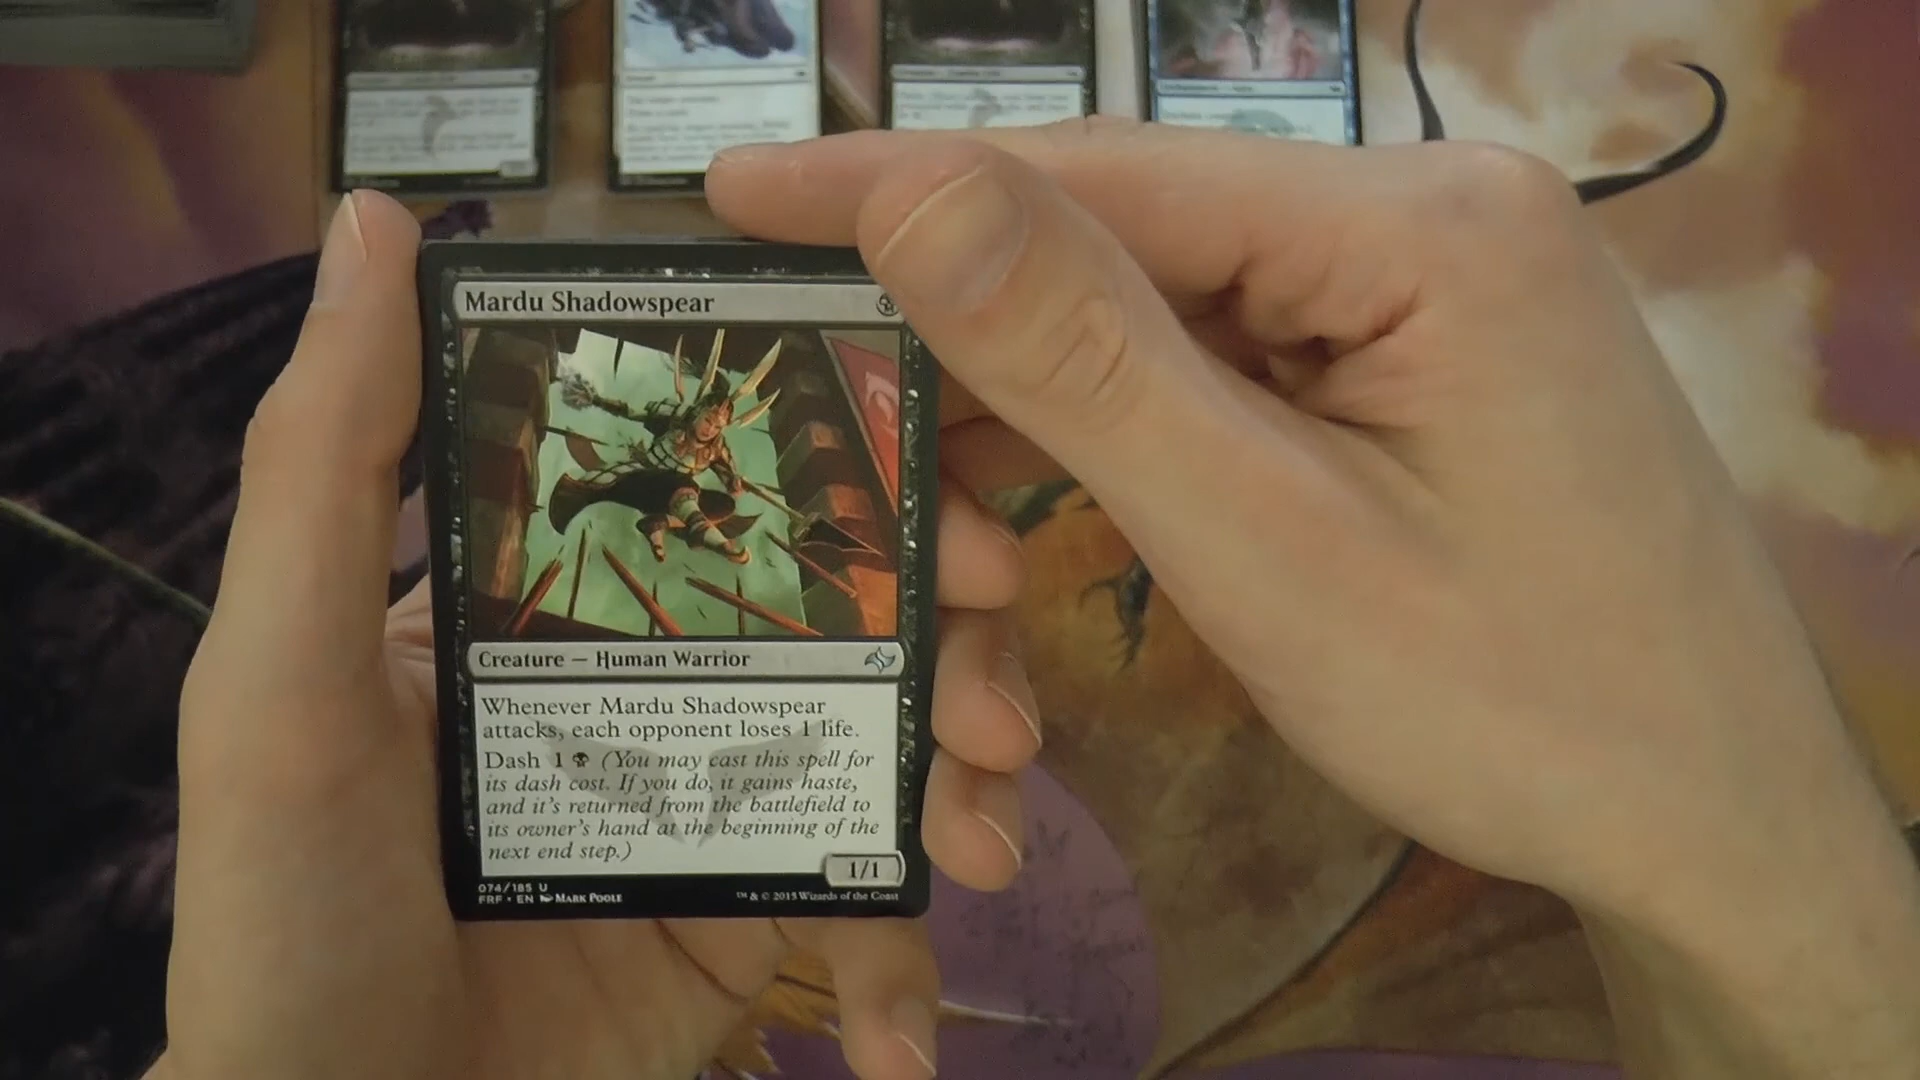 Mardu Shadowspear
Creature — Human Warrior
Whenever Mardu Shadowspear
attacks, each opponent loses 1 life.
Dash 1 (You may cast this spell for
its dash cost. If you do, it gains haste,
and it's returned from the battlefield to
its owner's hand at the beginning of the
next end step.)
1/1
074/185 U
FRF • EN MARK POOLE
™ & © 2015 Wizards of the Coast